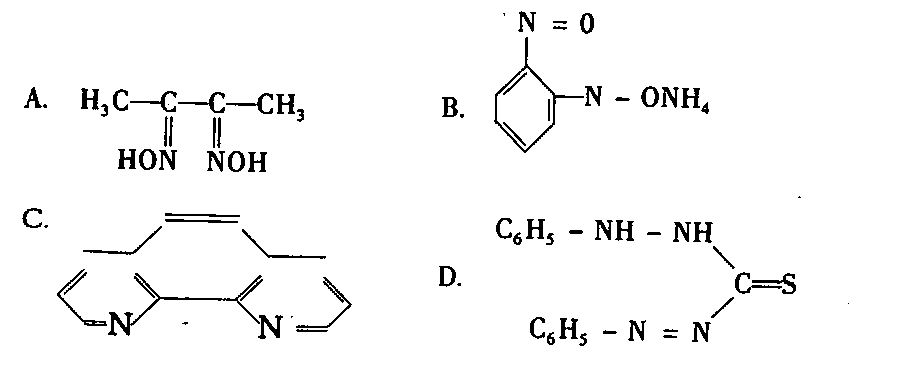 N = O
A. H₃C—C—C—CH₃
HON NOH
B. N – ONH₄
C.
N N
C₆H₅ – NH – NH
D. C=S
C₆H₅ – N = N